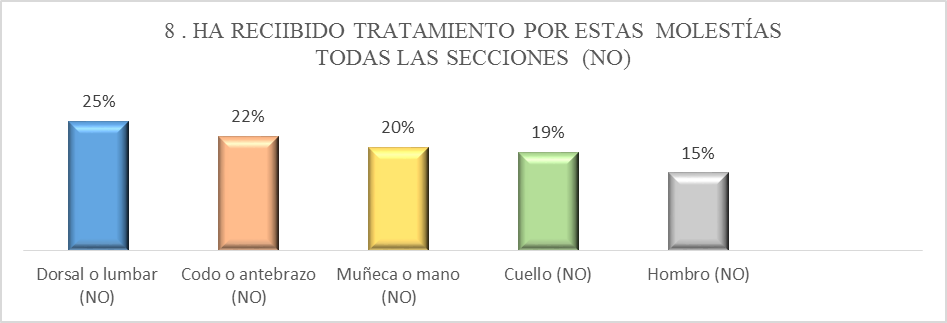 8 . HA RECIIBIDO TRATAMIENTO POR ESTAS MOLESTÍAS
TODAS LAS SECCIONES (NO)
25%
22%
20%
19%
15%
Dorsal o lumbar
(NO)
Codo o antebrazo
(NO)
Muñeca o mano
(NO)
Cuello (NO)
Hombro (NO)